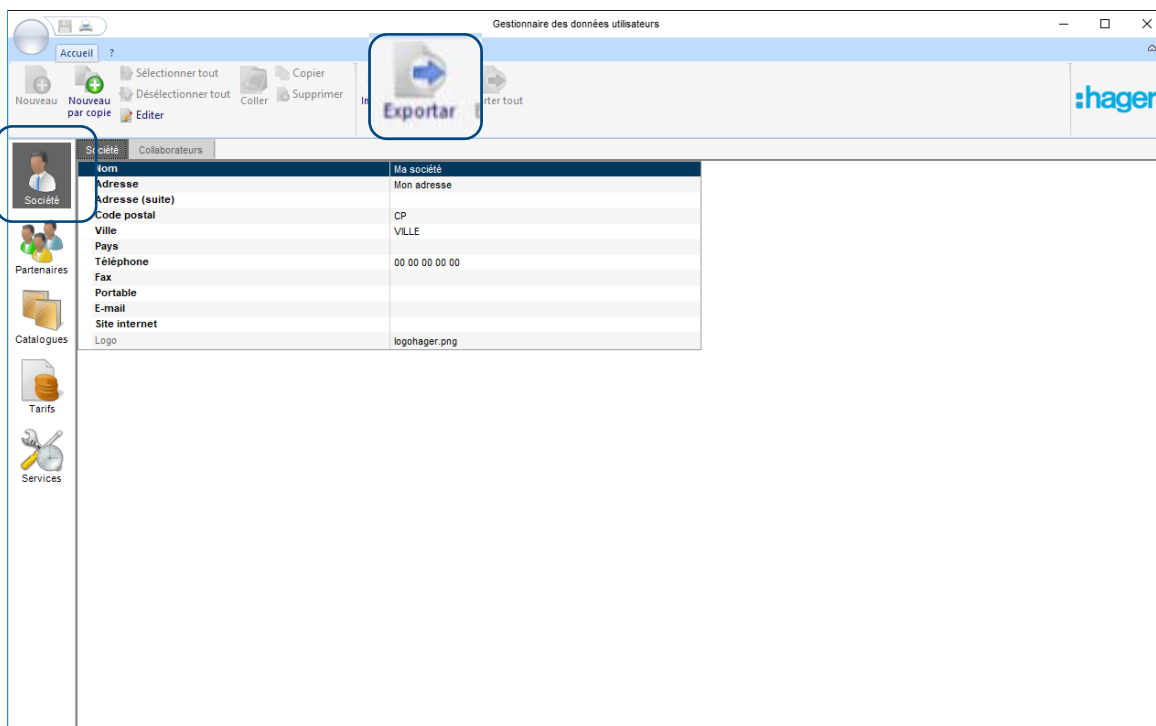 Gestionnaire des données utilisateurs
Accueil ?
Nouveau
Nouveau par copie
Sélectionner tout
Désélectionner tout
Editer
Coller
Copier
Supprimer
Exportar
rter tout
:hager
Société
Partenaires
Catalogues
Tarifs
Services
Société Collaborateurs
Nom Ma société
Adresse Mon adresse
Adresse (suite)
Code postal CP
Ville VILLE
Pays
Téléphone 00 00 00 00 00
Fax
Portable
E-mail
Site internet
Logo logohager.png